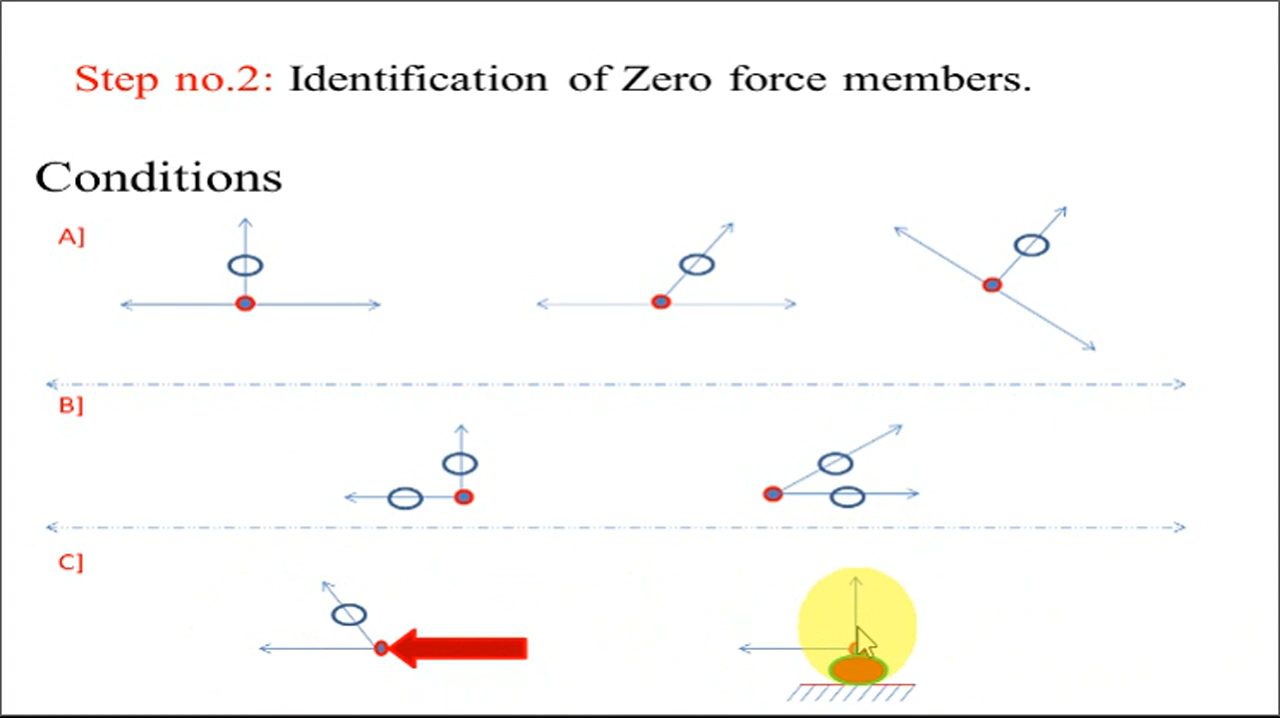 Step no.2: Identification of Zero force members.
Conditions
A]
B]
C]